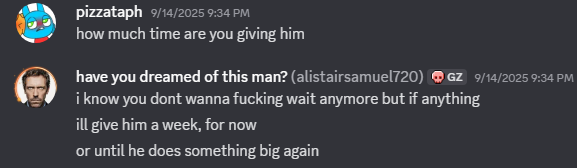 pizzataph 9/14/2025 9:34 PM
how much time are you giving him
have you dreamed of this man? (alistairsamuel720) GZ 9/14/2025 9:34 PM
i know you dont wanna fucking wait anymore but if anything
ill give him a week, for now
or until he does something big again